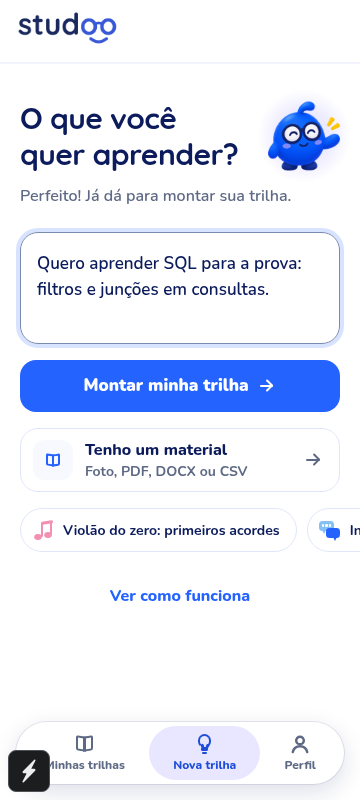 studoo
O que você
quer aprender?
Perfeito! Já dá para montar sua trilha.
Quero aprender SQL para a prova:
filtros e junções em consultas.
Montar minha trilha
Tenho um material
Foto, PDF, DOCX ou CSV
Violão do zero: primeiros acordes
Ver como funciona
Minhas trilhas
Nova trilha
Perfil